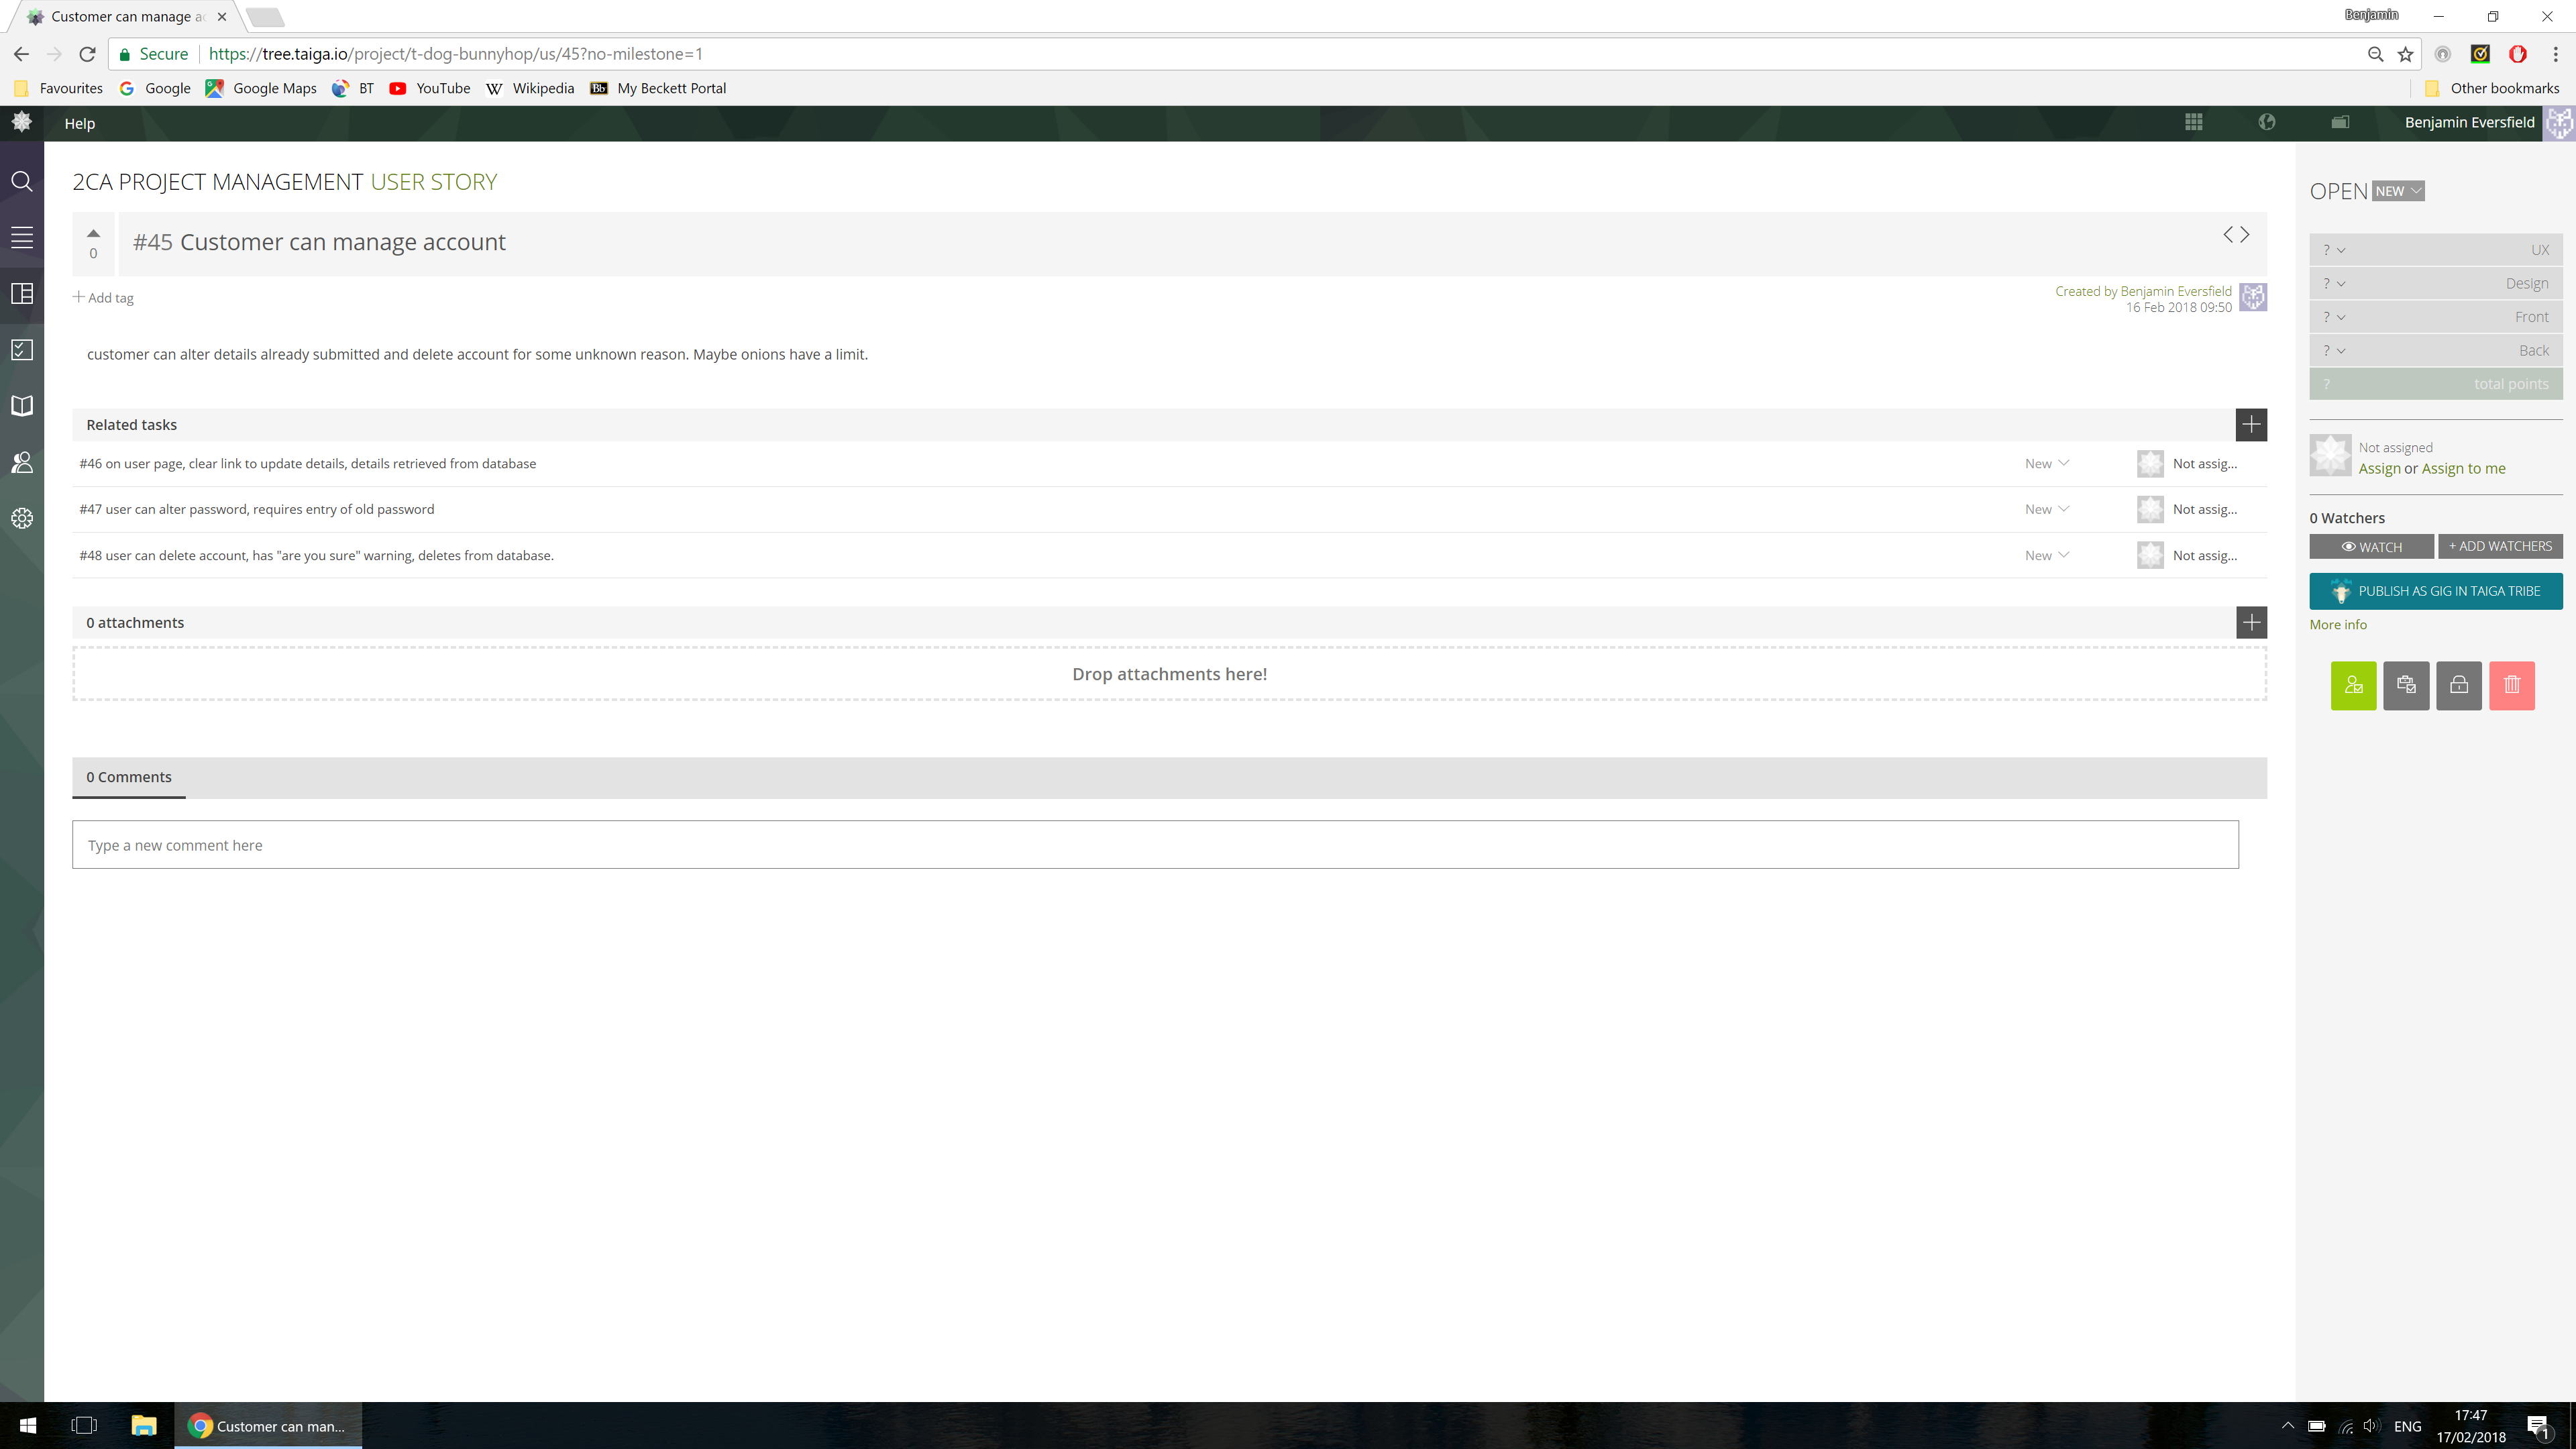 Customer can manage ac
Benjamin
Secure https://tree.taiga.io/project/t-dog-bunnyhop/us/45?no-milestone=1
Favourites Google Google Maps BT YouTube Wikipedia Bb My Beckett Portal Other bookmarks
Help Benjamin Eversfield
2CA PROJECT MANAGEMENT USER STORY
OPEN NEW
0
#45 Customer can manage account
? UX
? Design
? Front
? Back
? total points
+ Add tag
Created by Benjamin Eversfield
16 Feb 2018 09:50
customer can alter details already submitted and delete account for some unknown reason. Maybe onions have a limit.
Related tasks
#46 on user page, clear link to update details, details retrieved from database New Not assig...
#47 user can alter password, requires entry of old password New Not assig...
#48 user can delete account, has "are you sure" warning, deletes from database. New Not assig...
Not assigned
Assign or Assign to me
0 Watchers
WATCH + ADD WATCHERS
PUBLISH AS GIG IN TAIGA TRIBE
More info
0 attachments
Drop attachments here!
0 Comments
Type a new comment here
Customer can man...
ENG
17:47
17/02/2018
1